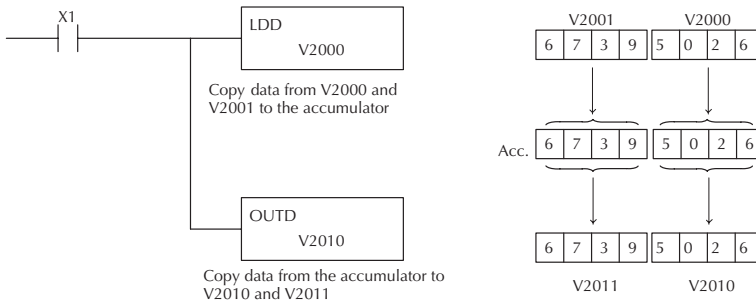 X1
LDD
V2000
Copy data from V2000 and
V2001 to the accumulator
OUTD
V2010
Copy data from the accumulator to
V2010 and V2011
V2001 V2000
6 7 3 9 5 0 2 6
Acc. 6 7 3 9 5 0 2 6
6 7 3 9 5 0 2 6
V2011 V2010